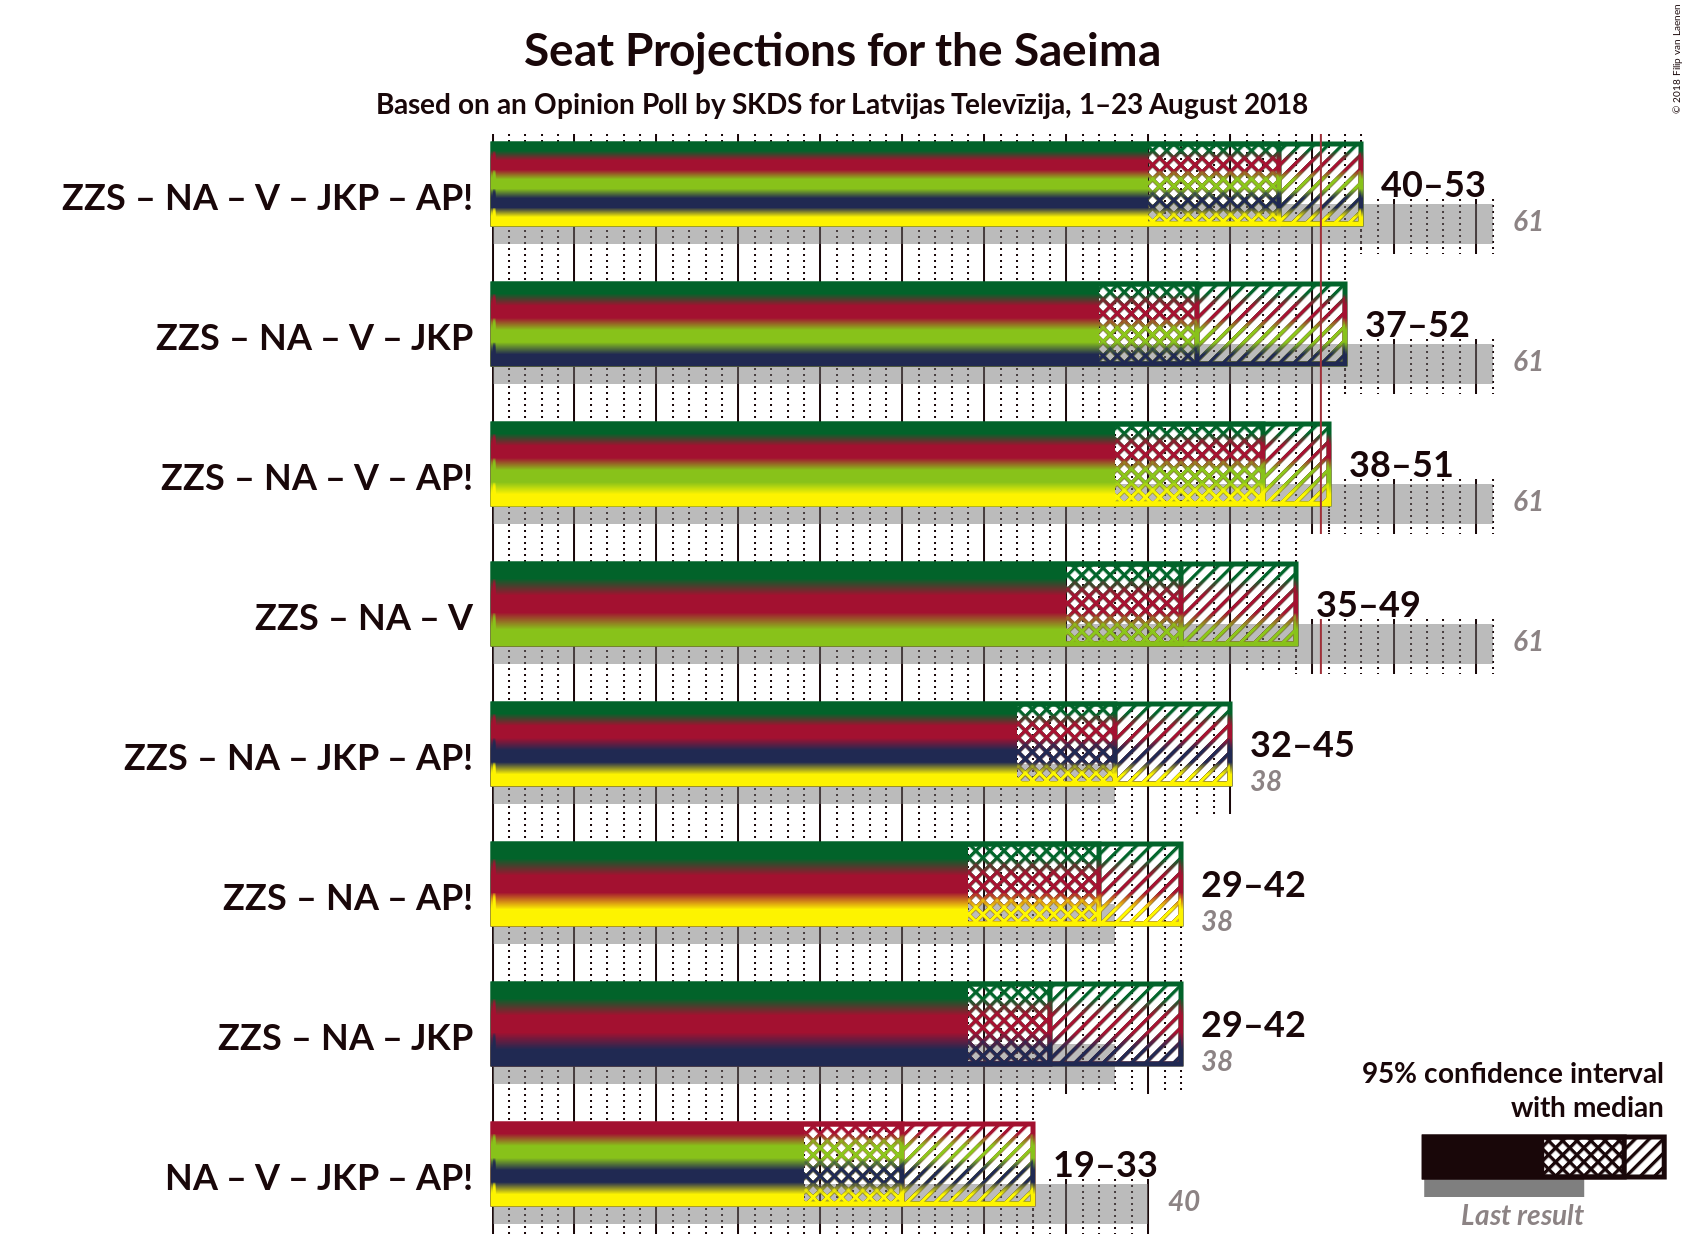 Seat Projections for the Saeima
Based on an Opinion Poll by SKDS for Latvijas Televīzija, 1–23 August 2018
© 2018 Filip van Laenen
ZZS – NA – V – JKP – AP!
40–53
61
ZZS – NA – V – JKP
37–52
61
ZZS – NA – V – AP!
38–51
61
ZZS – NA – V
35–49
61
ZZS – NA – JKP – AP!
32–45
38
ZZS – NA – AP!
29–42
38
ZZS – NA – JKP
29–42
38
NA – V – JKP – AP!
19–33
40
95% confidence interval
with median
Last result